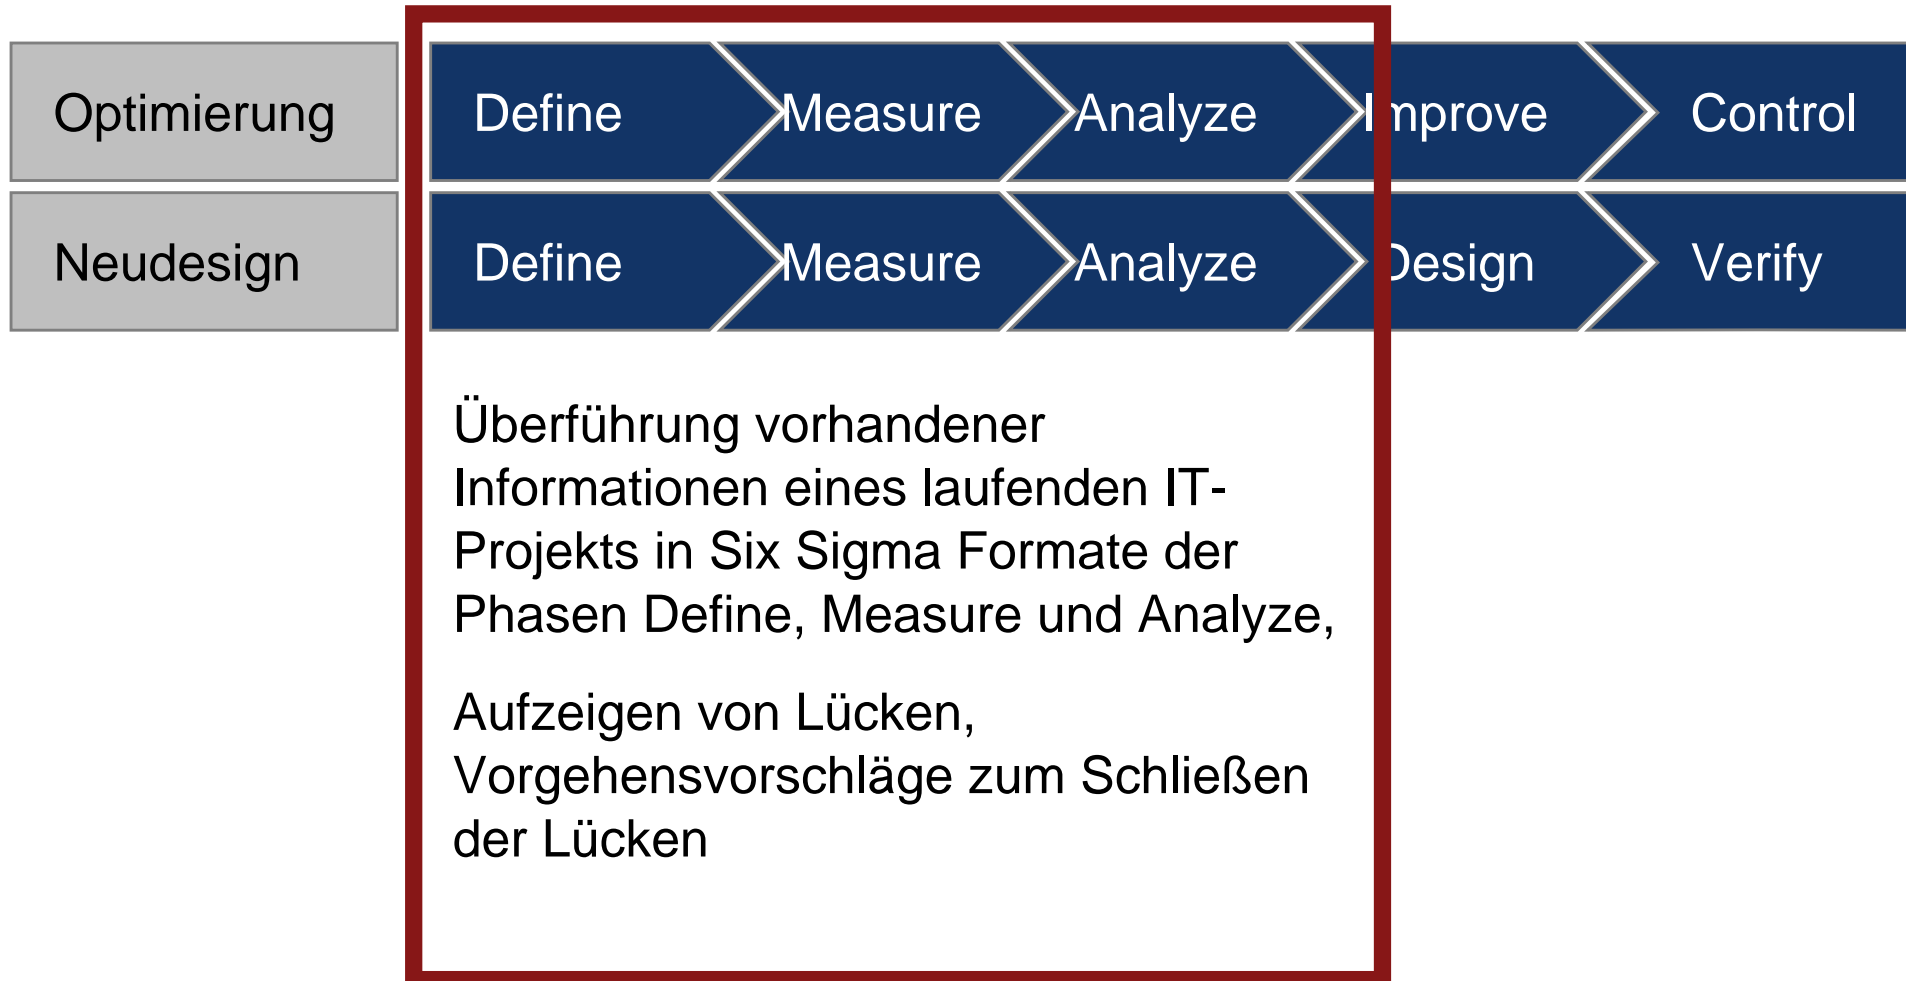 Optimierung Define Measure Analyze Improve Control
Neudesign Define Measure Analyze Design Verify
Überführung vorhandener
Informationen eines laufenden IT-
Projekts in Six Sigma Formate der
Phasen Define, Measure und Analyze,
Aufzeigen von Lücken,
Vorgehensvorschläge zum Schließen
der Lücken